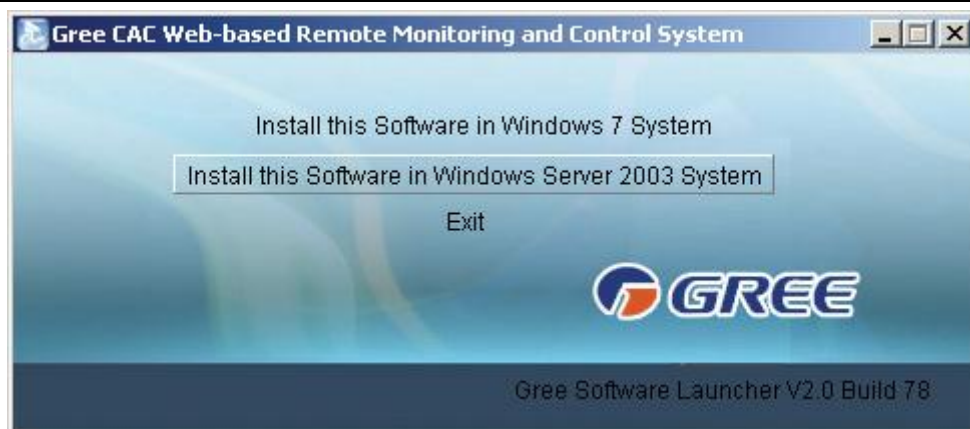 Gree CAC Web-based Remote Monitoring and Control System
Install this Software in Windows 7 System
Install this Software in Windows Server 2003 System
Exit
GREE
Gree Software Launcher V2.0 Build 78